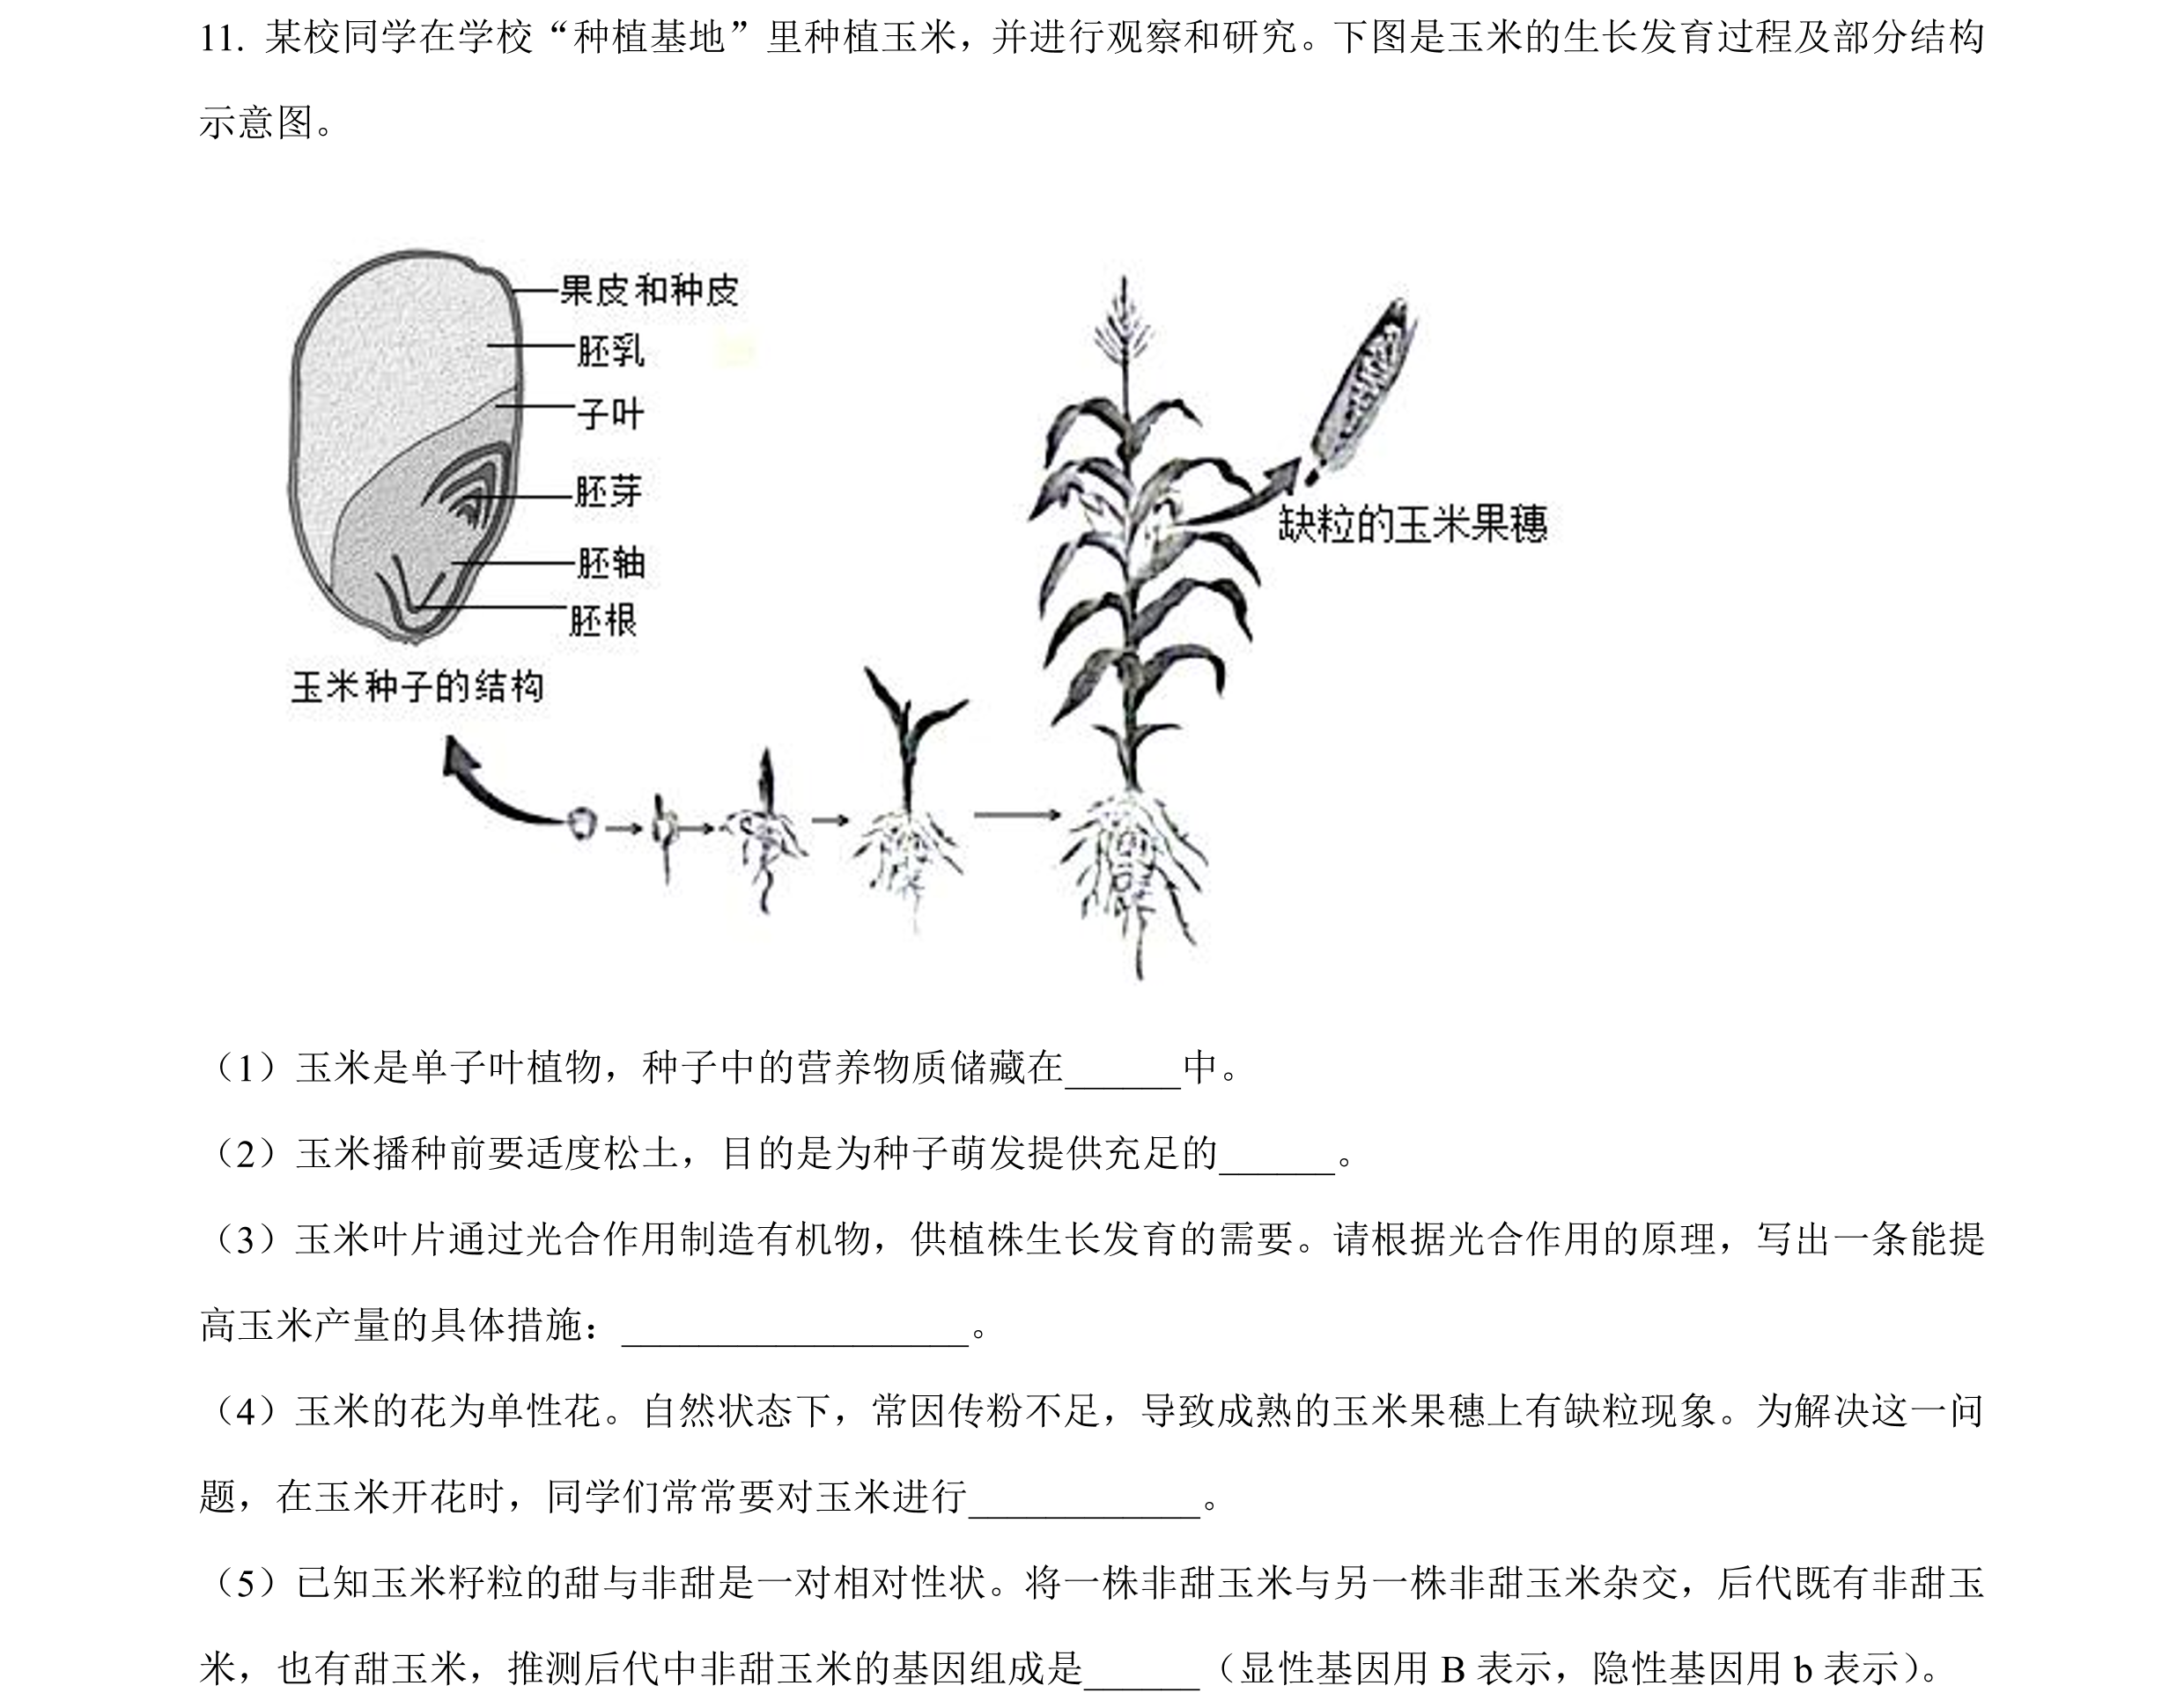 11. 某校同学在学校“种植基地”里种植玉米，并进行观察和研究。下图是玉米的生长发育过程及部分结构
示意图。
果皮和种皮
胚乳
子叶
胚芽
胚轴
胚根
玉米种子的结构
缺粒的玉米果穗
（1）玉米是单子叶植物，种子中的营养物质储藏在______中。
（2）玉米播种前要适度松土，目的是为种子萌发提供充足的______。
（3）玉米叶片通过光合作用制造有机物，供植株生长发育的需要。请根据光合作用的原理，写出一条能提
高玉米产量的具体措施：__________________。
（4）玉米的花为单性花。自然状态下，常因传粉不足，导致成熟的玉米果穗上有缺粒现象。为解决这一问
题，在玉米开花时，同学们常常要对玉米进行____________。
（5）已知玉米籽粒的甜与非甜是一对相对性状。将一株非甜玉米与另一株非甜玉米杂交，后代既有非甜玉
米，也有甜玉米，推测后代中非甜玉米的基因组成是______（显性基因用 B 表示，隐性基因用 b 表示）。